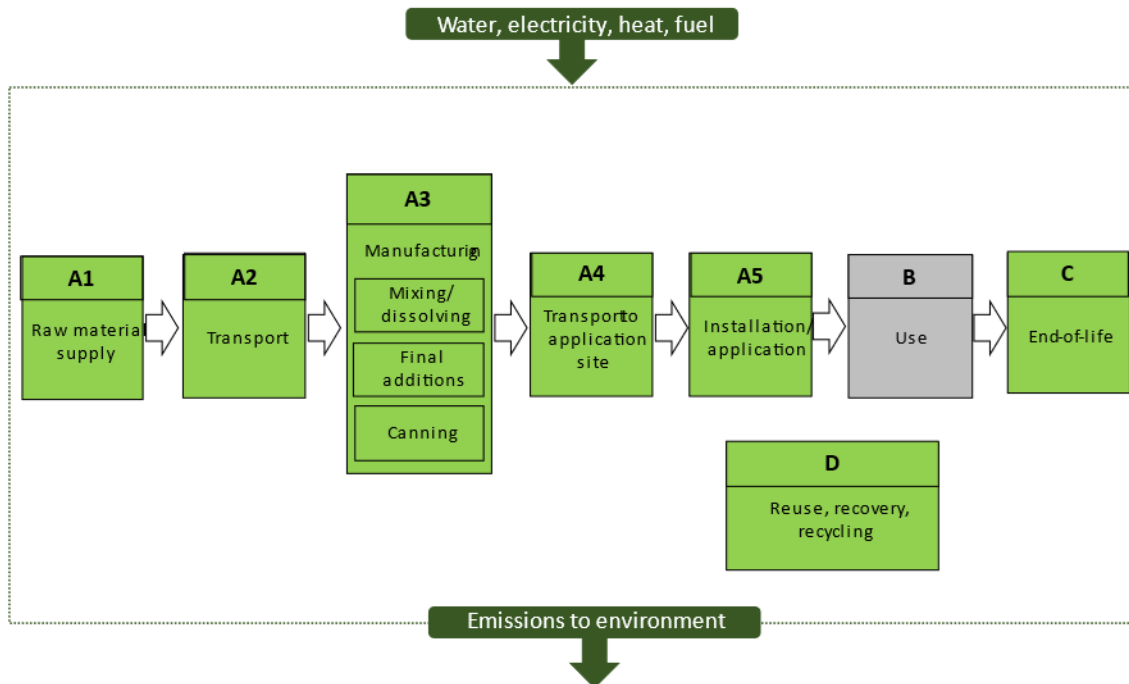 Water, electricity, heat, fuel
A1
Raw material
supply
A2
Transport
A3
Manufacturing
Mixing/
dissolving
Final
additions
Canning
A4
Transport to
application
site
A5
Installation/
application
B
Use
C
End-of-life
D
Reuse, recovery,
recycling
Emissions to environment